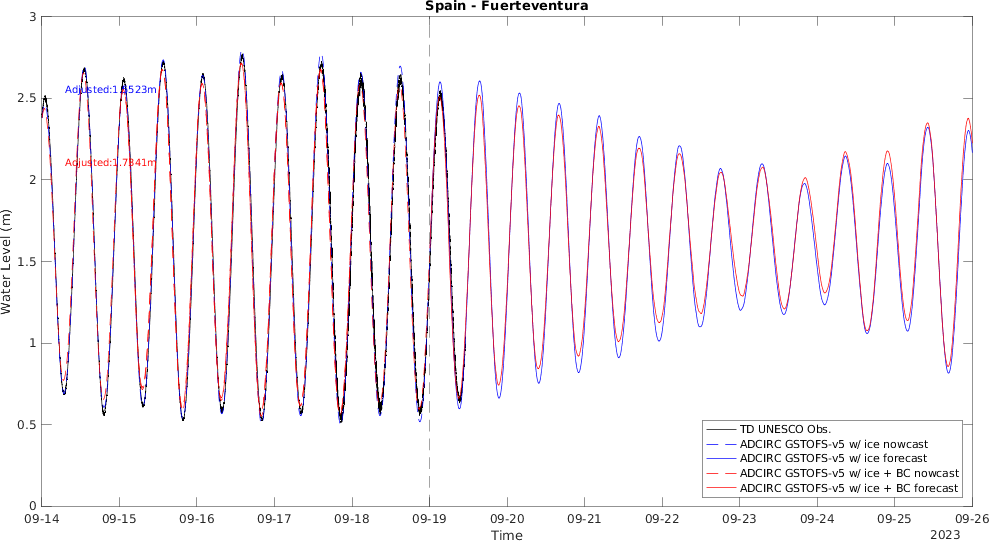 Spain - Fuerteventura
Water Level (m)
3
2.5
2
1.5
1
0.5
0
Adjusted:1.6523m
Adjusted:1.7341m
TD UNESCO Obs.
ADCIRC GSTOFS-v5 w/ ice nowcast
ADCIRC GSTOFS-v5 w/ ice forecast
ADCIRC GSTOFS-v5 w/ ice + BC nowcast
ADCIRC GSTOFS-v5 w/ ice + BC forecast
09-14 09-15 09-16 09-17 09-18 09-19 09-20 09-21 09-22 09-23 09-24 09-25 09-26
Time
2023